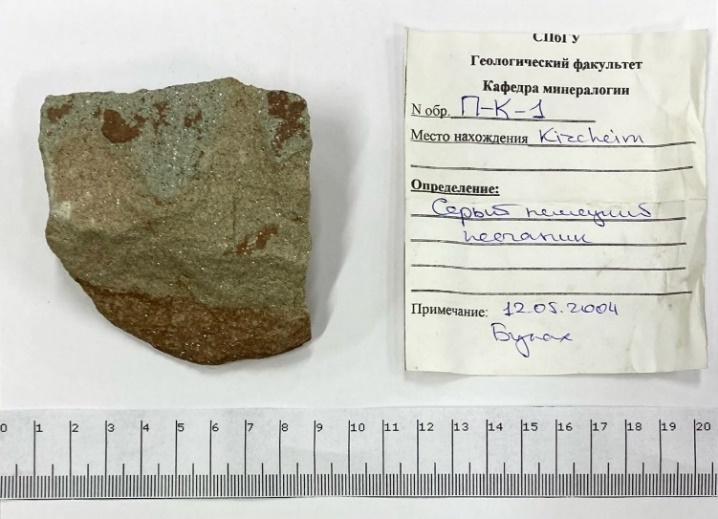 СПбГУ
Геологический факультет
Кафедра минералогии
N обр. П-К-1
Место нахождения Kircheim
Определение:
Серый немецкий
песчаник
Примечание: 12.05.2004
Булах
0 1 2 3 4 5 6 7 8 9 10 11 12 13 14 15 16 17 18 19 20